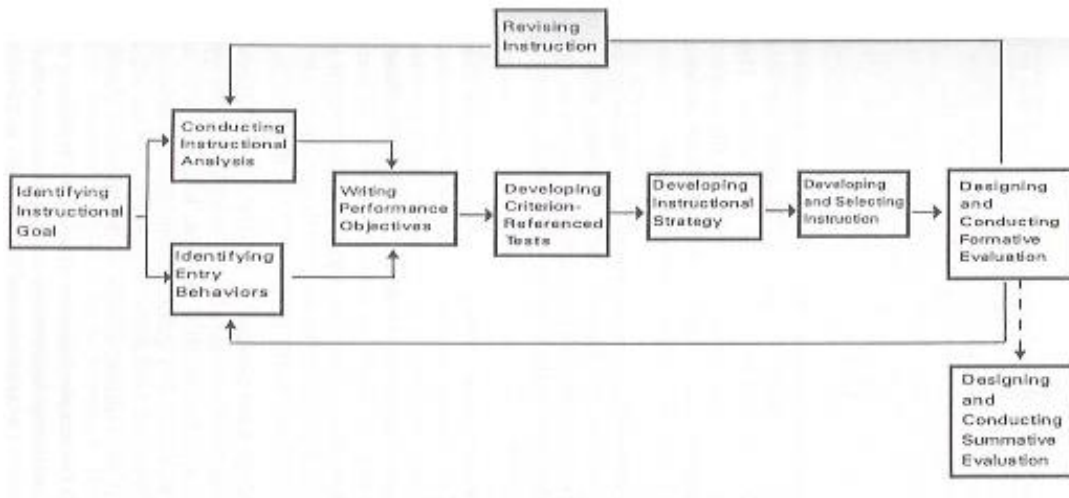 Revising
Instruction
Conducting
Instructional
Analysis
Identifying
Instructional
Goal
Writing
Performance
Objectives
Developing
Criterion-
Referenced
Tests
Developing
Instructional
Strategy
Developing
and Selecting
Instruction
Designing
and
Conducting
Formative
Evaluation
Identifying
Entry
Behaviors
Designing
and
Conducting
Summative
Evaluation